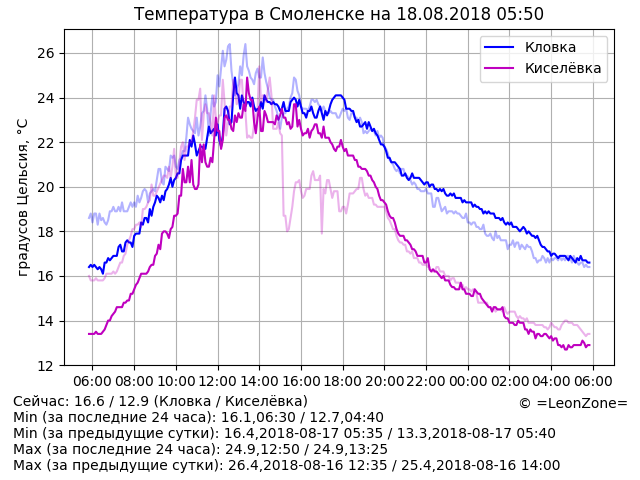 Температура в Смоленске на 18.08.2018 05:50
Кловка
Киселёвка
градусов Цельсия, °C
26
24
22
20
18
16
14
12
06:00 08:00 10:00 12:00 14:00 16:00 18:00 20:00 22:00 00:00 02:00 04:00 06:00
Сейчас: 16.6 / 12.9 (Кловка / Киселёвка)
© =LeonZone=
Min (за последние 24 часа): 16.1,06:30 / 12.7,04:40
Min (за предыдущие сутки): 16.4,2018-08-17 05:35 / 13.3,2018-08-17 05:40
Max (за последние 24 часа): 24.9,12:50 / 24.9,13:25
Max (за предыдущие сутки): 26.4,2018-08-16 12:35 / 25.4,2018-08-16 14:00